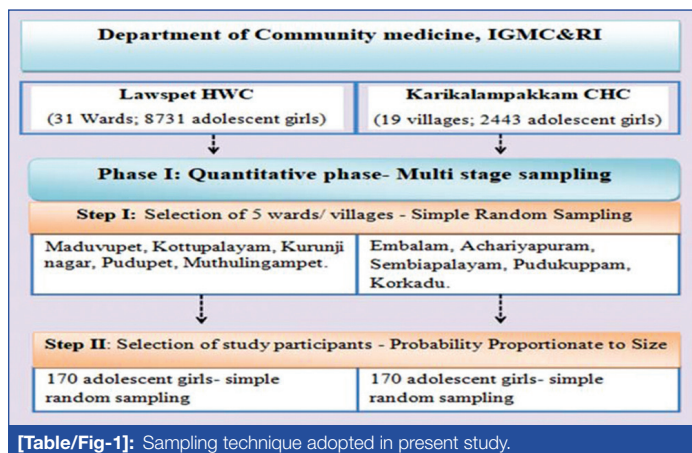 Department of Community medicine, IGMC&RI
Lawspet HWC
(31 Wards; 8731 adolescent girls)
Karikalampakkam CHC
(19 villages; 2443 adolescent girls)
Phase I: Quantitative phase- Multi stage sampling
Step I: Selection of 5 wards/ villages - Simple Random Sampling
Maduvupet, Kottupalayam, Kurunji
nagar, Pudupet, Muthulingampet.
Embalam, Achariyapuram,
Sembiapalayam, Pudukuppam,
Korkadu.
Step II: Selection of study participants - Probability Proportionate to Size
170 adolescent girls- simple
random sampling
170 adolescent girls- simple
random sampling
[Table/Fig-1]: Sampling technique adopted in present study.